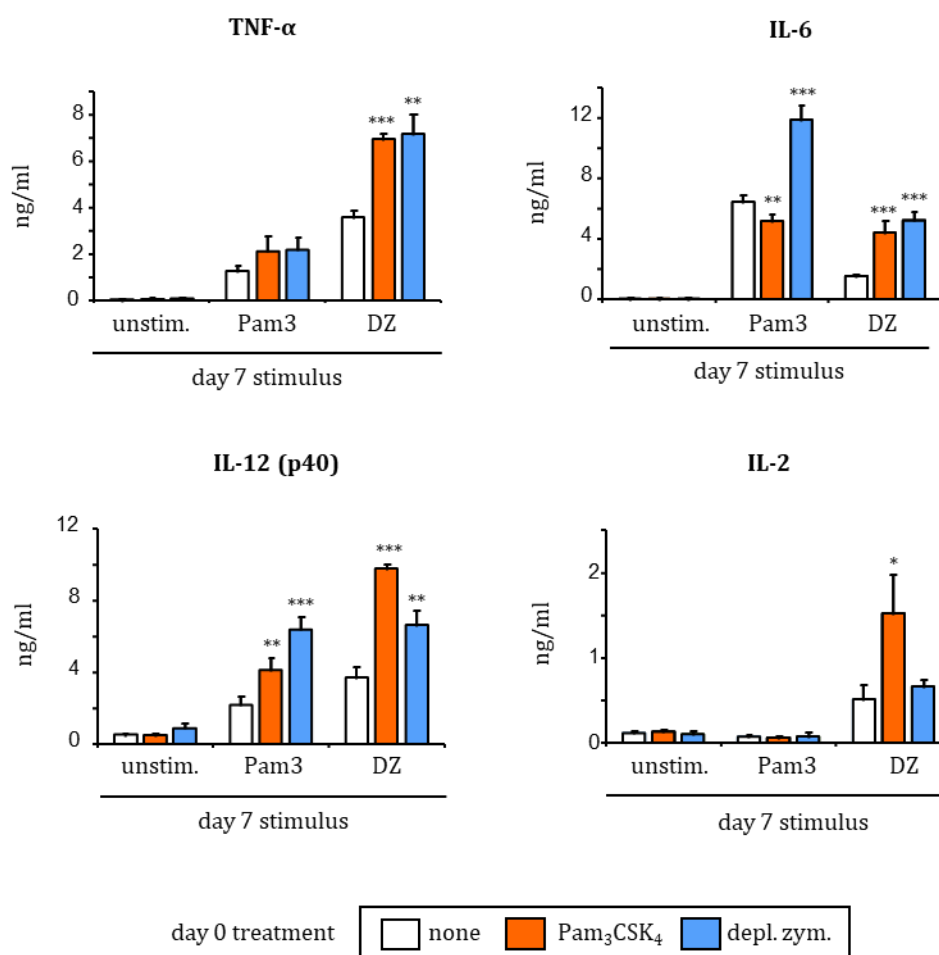 TNF-α
8
6
4
2
0
ng/ml
*** **
unstim. Pam3 DZ
day 7 stimulus
IL-6
12
8
4
0
ng/ml
** *** *** ***
unstim. Pam3 DZ
day 7 stimulus
IL-12 (p40)
12
8
4
0
ng/ml
** *** *** **
unstim. Pam3 DZ
day 7 stimulus
IL-2
2
1
0
ng/ml
*
unstim. Pam3 DZ
day 7 stimulus
day 0 treatment none Pam₃CSK₄ depl. zym.